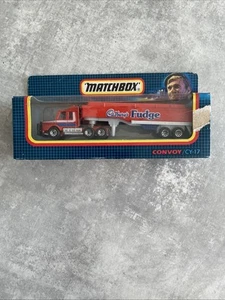 MATCHBOX
Cadbury's Fudge
CONVOY/CY-17